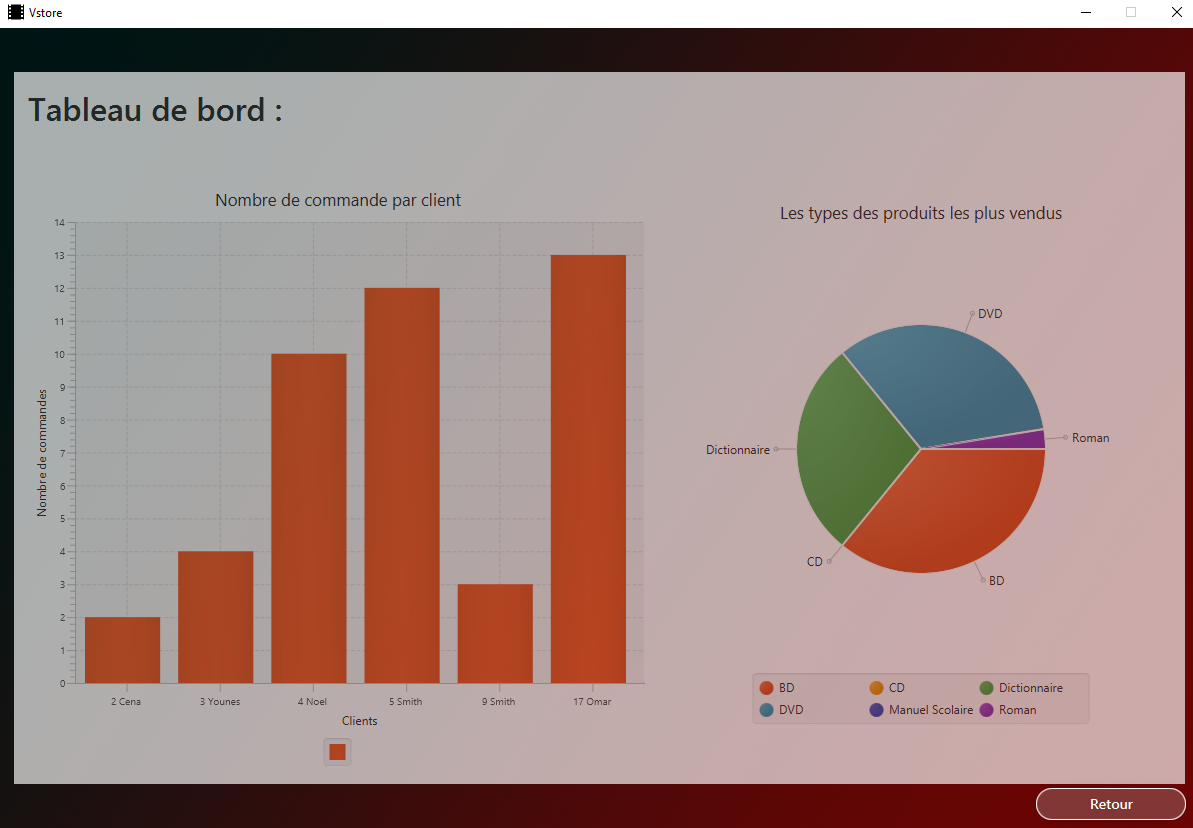 Vstore
Tableau de bord :
Nombre de commande par client
14
13
12
11
10
9
8
7
6
5
4
3
2
1
0
Nombre de commandes
2 Cena
3 Younes
4 Noel
5 Smith
9 Smith
17 Omar
Clients
Les types des produits les plus vendus
DVD
Roman
Dictionnaire
CD
BD
BD CD Dictionnaire
DVD Manuel Scolaire Roman
Retour